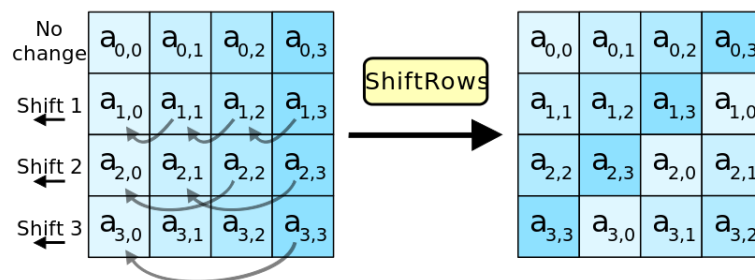 No change a0,0 a0,1 a0,2 a0,3
Shift 1 a1,0 a1,1 a1,2 a1,3
Shift 2 a2,0 a2,1 a2,2 a2,3
Shift 3 a3,0 a3,1 a3,2 a3,3
ShiftRows
a0,0 a0,1 a0,2 a0,3
a1,1 a1,2 a1,3 a1,0
a2,2 a2,3 a2,0 a2,1
a3,3 a3,0 a3,1 a3,2